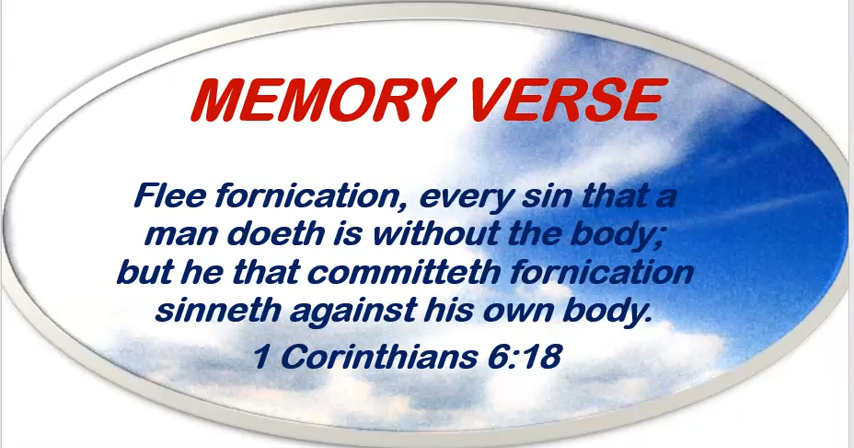 MEMORY VERSE
Flee fornication, every sin that a
man doeth is without the body;
but he that committeth fornication
sinneth against his own body.
1 Corinthians 6:18